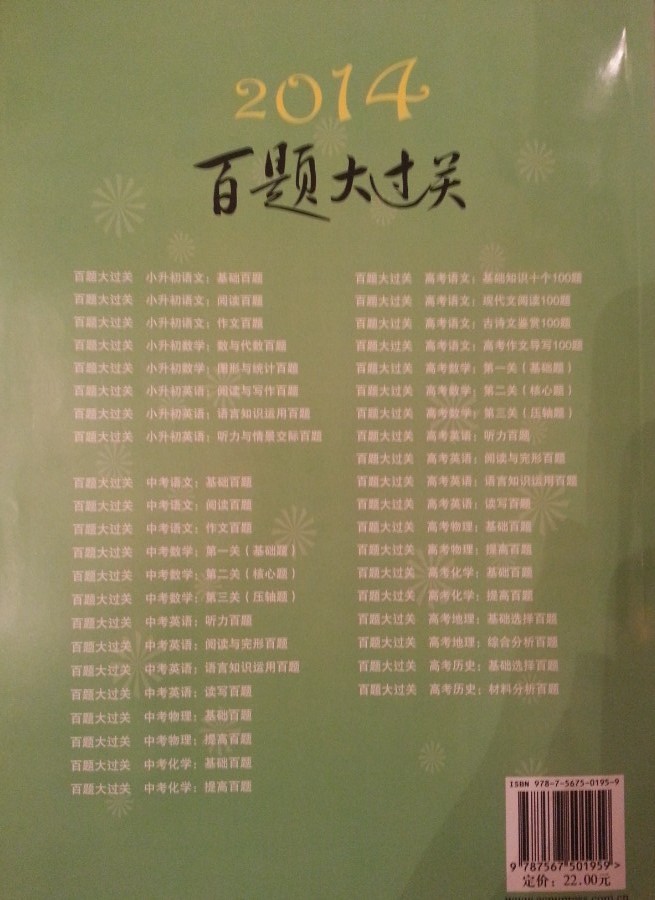 2014
百题大过关
百题大过关 小升初语文：基础百题
百题大过关 小升初语文：阅读百题
百题大过关 小升初语文：作文百题
百题大过关 小升初数学：数与代数百题
百题大过关 小升初数学：图形与统计百题
百题大过关 小升初英语：阅读与写作百题
百题大过关 小升初英语：语言知识运用百题
百题大过关 小升初英语：听力与情景交际百题
百题大过关 中考语文：基础百题
百题大过关 中考语文：阅读百题
百题大过关 中考语文：作文百题
百题大过关 中考数学：第一关（基础题）
百题大过关 中考数学：第二关（核心题）
百题大过关 中考数学：第三关（压轴题）
百题大过关 中考英语：听力百题
百题大过关 中考英语：阅读与完形百题
百题大过关 中考英语：语言知识运用百题
百题大过关 中考英语：读写百题
百题大过关 中考物理：基础百题
百题大过关 中考物理：提高百题
百题大过关 中考化学：基础百题
百题大过关 中考化学：提高百题
百题大过关 高考语文：基础知识十个100题
百题大过关 高考语文：现代文阅读100题
百题大过关 高考语文：古诗文鉴赏100题
百题大过关 高考语文：高考作文导写100题
百题大过关 高考数学：第一关（基础题）
百题大过关 高考数学：第二关（核心题）
百题大过关 高考数学：第三关（压轴题）
百题大过关 高考英语：听力百题
百题大过关 高考英语：阅读与完形百题
百题大过关 高考英语：语言知识运用百题
百题大过关 高考英语：读写百题
百题大过关 高考物理：基础百题
百题大过关 高考物理：提高百题
百题大过关 高考化学：基础百题
百题大过关 高考化学：提高百题
百题大过关 高考地理：基础选择百题
百题大过关 高考地理：综合分析百题
百题大过关 高考历史：基础选择百题
百题大过关 高考历史：材料分析百题
ISBN 978-7-5675-0195-9
9 787567 501959>
定价：22.00元